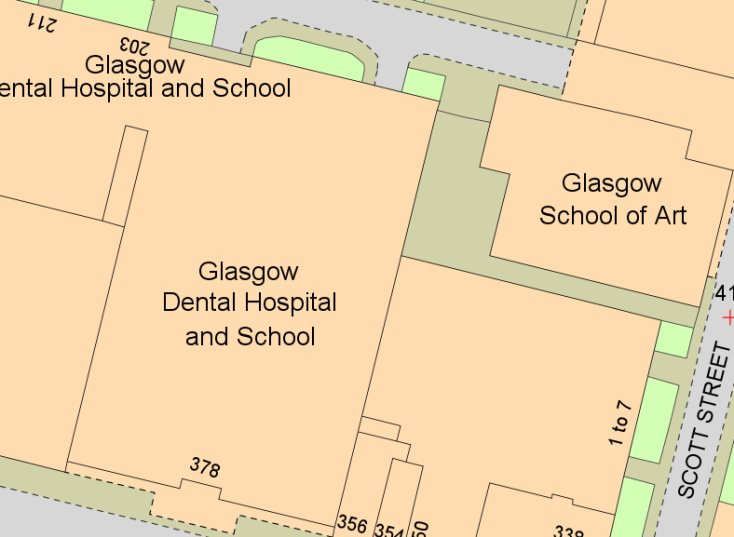 211
203
Glasgow
ental Hospital and School
Glasgow
School of Art
Glasgow
Dental Hospital
and School
41
SCOTT STREET
1 to 7
378
356
354
50
338